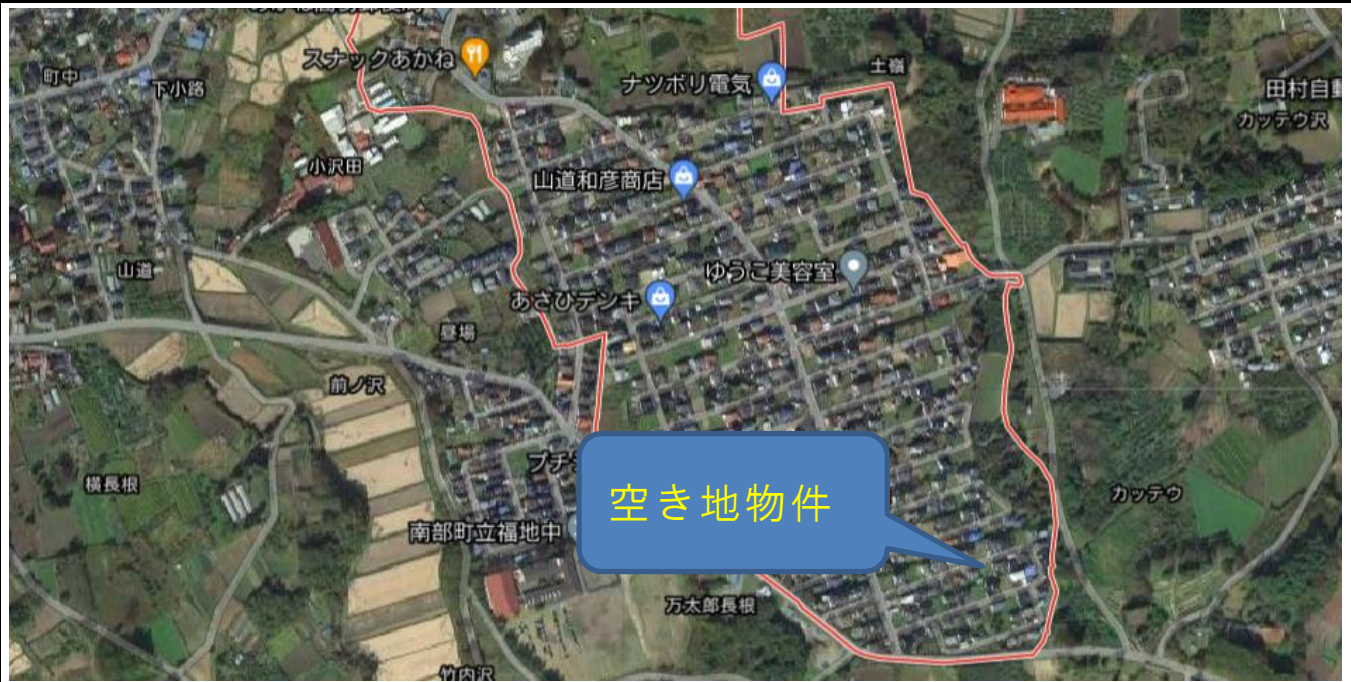 スナックあかね
町中
下小路
ナツボリ電気
土嶺
田村自動
カッテウ沢
小沢田
山道和彦商店
山道
ゆうこ美容室
あさひデンキ
昼場
前ノ沢
横長根
プチ
空き地物件
カッテウ
南部町立福地中
万太郎長根
竹内沢